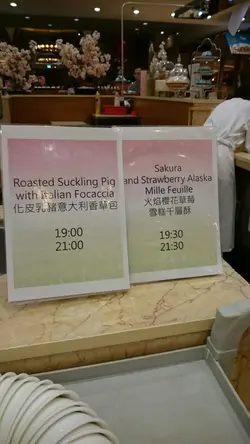 Roasted Suckling Pig
with Italian Focaccia
化皮乳豬意大利香草包
19:00
21:00
Sakura
and Strawberry Alaska
Mille Feuille
火焰櫻花草莓
雪糕千層酥
19:30
21:30